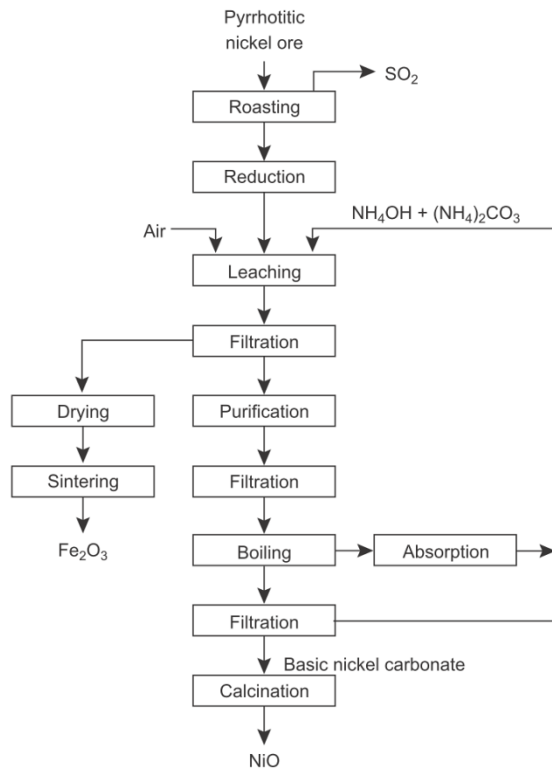 Pyrrhotitic
nickel ore
SO2
Roasting
Reduction
NH4OH + (NH4)2CO3
Air
Leaching
Filtration
Drying
Purification
Sintering
Filtration
Fe2O3
Boiling
Absorption
Filtration
Basic nickel carbonate
Calcination
NiO